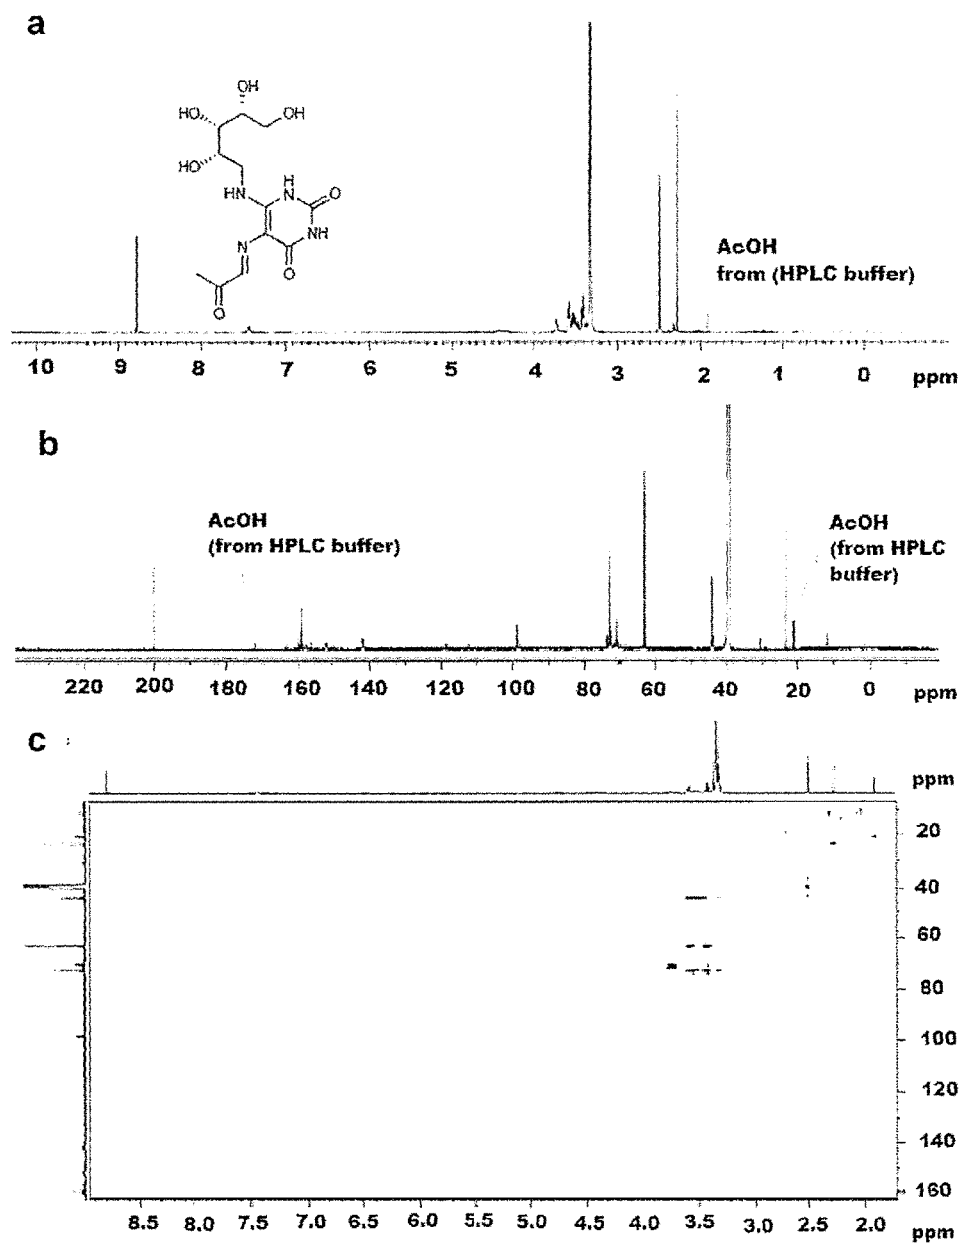 a
OH
HO
OH
HO
HN
H
N
O
NH
N
O
O
AcOH
from (HPLC buffer)
10 9 8 7 6 5 4 3 2 1 0 ppm
b
AcOH
(from HPLC buffer)
AcOH
(from HPLC
buffer)
220 200 180 160 140 120 100 80 60 40 20 0 ppm
c
ppm
20
40
60
80
100
120
140
160
8.5 8.0 7.5 7.0 6.5 6.0 5.5 5.0 4.5 4.0 3.5 3.0 2.5 2.0 ppm